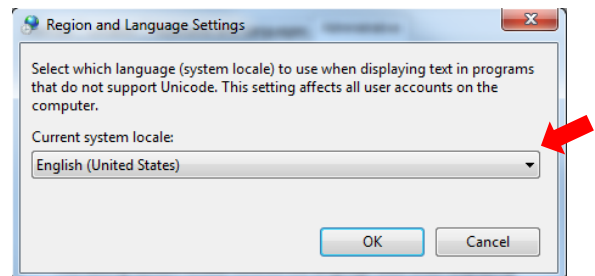 Region and Language Settings
Select which language (system locale) to use when displaying text in programs
that do not support Unicode. This setting affects all user accounts on the
computer.
Current system locale:
English (United States)
OK Cancel